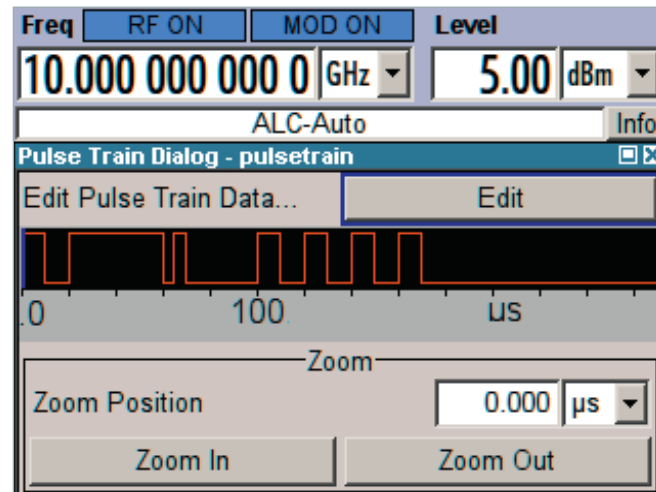 Freq RF ON MOD ON Level
10.000 000 000 0 GHz 5.00 dBm
ALC-Auto Info
Pulse Train Dialog - pulsetrain
Edit Pulse Train Data... Edit
.0 100. µs
Zoom
Zoom Position 0.000 µs
Zoom In Zoom Out